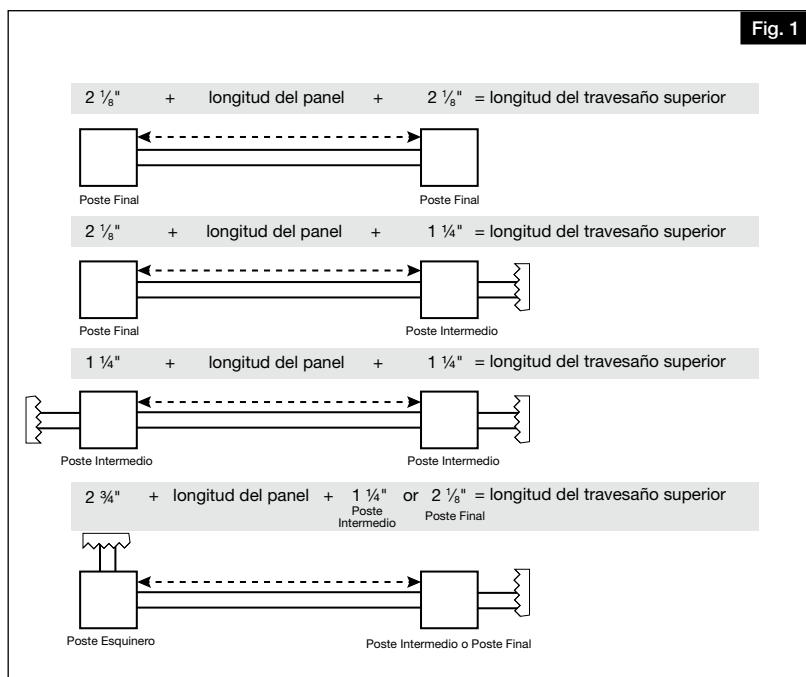 Fig. 1
2 ⅛" + longitud del panel + 2 ⅛" = longitud del travesaño superior
Poste Final Poste Final
2 ⅛" + longitud del panel + 1 ¼" = longitud del travesaño superior
Poste Final Poste Intermedio
1 ¼" + longitud del panel + 1 ¼" = longitud del travesaño superior
Poste Intermedio Poste Intermedio
2 ¾" + longitud del panel + 1 ¼" or 2 ⅛" = longitud del travesaño superior
Poste Intermedio Poste Final
Poste Esquinero Poste Intermedio o Poste Final